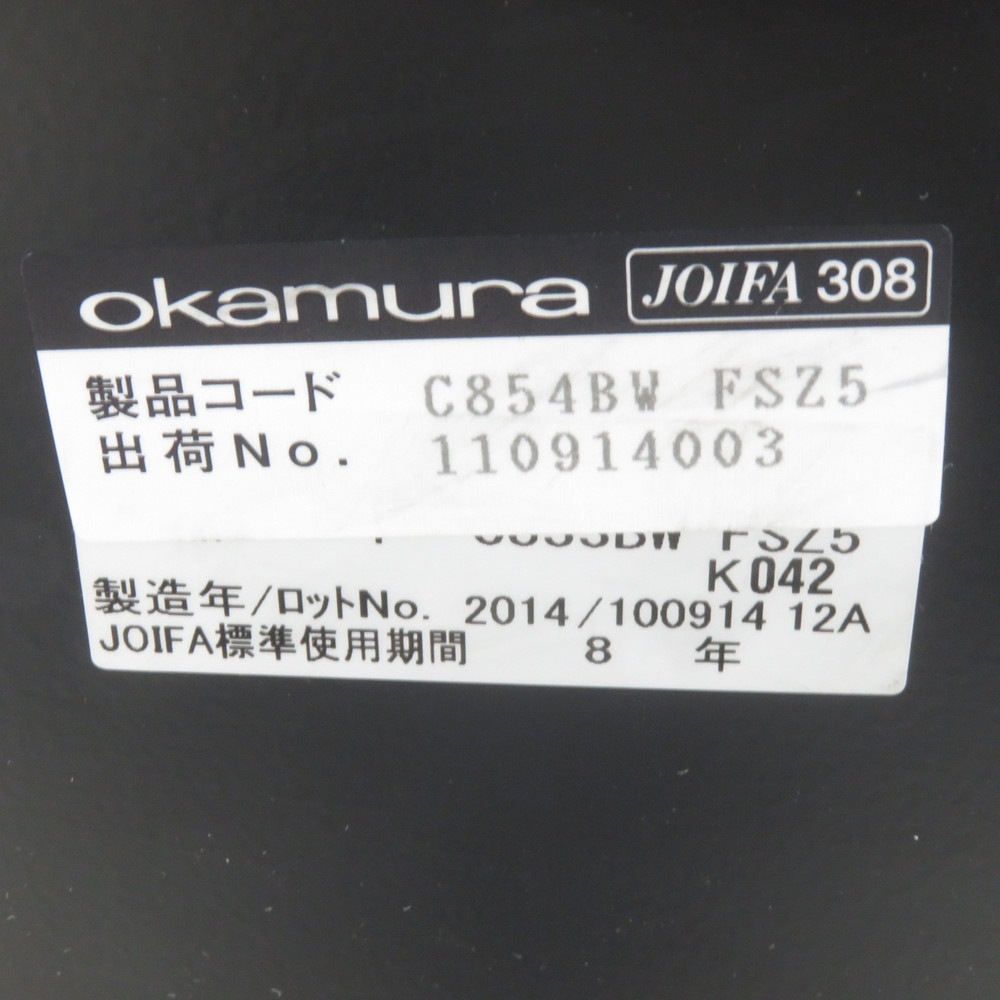 okamura JOIFA 308
製品コード C854BW FSZ5
出荷No. 110914003
FSZ5
K042
製造年/ロットNo. 2014/100914 12A
JOIFA標準使用期間 8 年